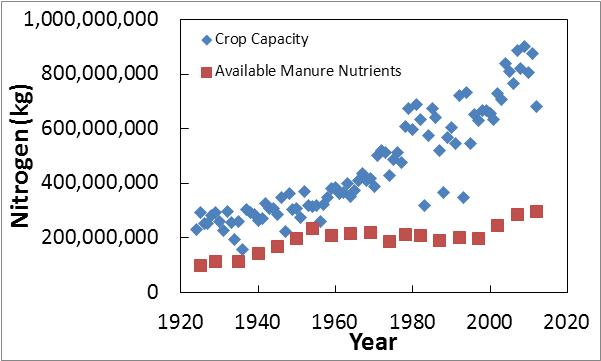 1,000,000,000
800,000,000
600,000,000
400,000,000
200,000,000
0
Nitrogen (kg)
Crop Capacity
Available Manure Nutrients
1920 1940 1960 1980 2000 2020
Year